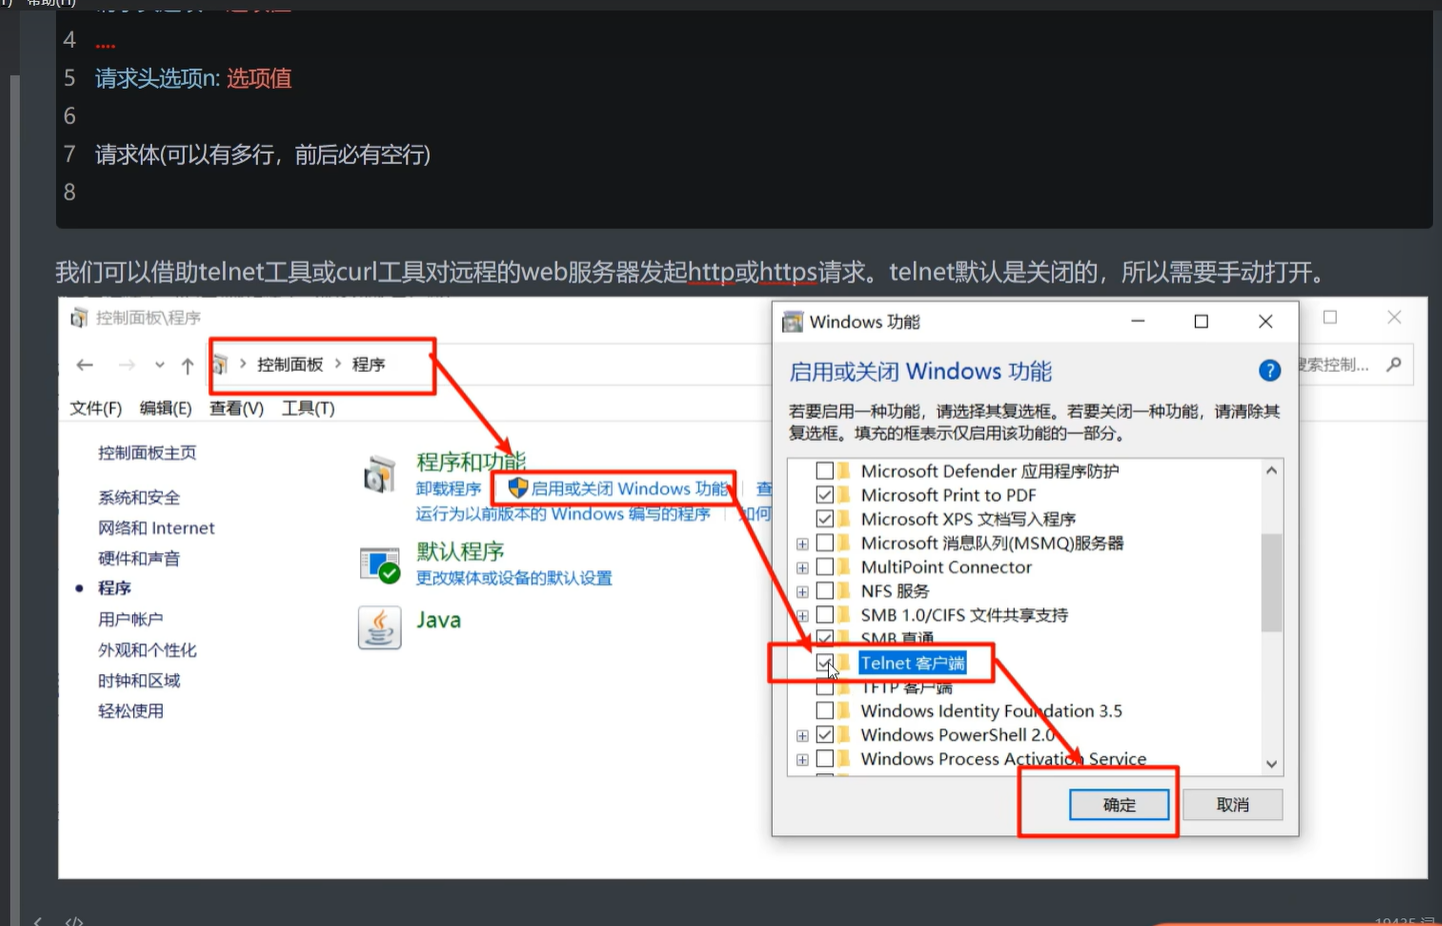 帮助(H)
4 ....
5 请求头选项n: 选项值
6
7 请求体(可以有多行，前后必有空行)
8
我们可以借助telnet工具或curl工具对远程的web服务器发起http或https请求。telnet默认是关闭的，所以需要手动打开。
控制面板\程序
控制面板 > 程序
文件(F) 编辑(E) 查看(V) 工具(T)
控制面板主页
系统和安全
网络和 Internet
硬件和声音
程序
用户帐户
外观和个性化
时钟和区域
轻松使用
程序和功能
卸载程序 启用或关闭 Windows 功能 查
运行为以前版本的 Windows 编写的程序 如何
默认程序
更改媒体或设备的默认设置
Java
搜索控制...
Windows 功能
启用或关闭 Windows 功能
若要启用一种功能，请选择其复选框。若要关闭一种功能，请清除其
复选框。填充的框表示仅启用该功能的一部分。
Microsoft Defender 应用程序防护
Microsoft Print to PDF
Microsoft XPS 文档写入程序
Microsoft 消息队列(MSMQ)服务器
MultiPoint Connector
NFS 服务
SMB 1.0/CIFS 文件共享支持
SMB 直通
Telnet 客户端
TFTP 客户端
Windows Identity Foundation 3.5
Windows PowerShell 2.0
Windows Process Activation Service
确定 取消